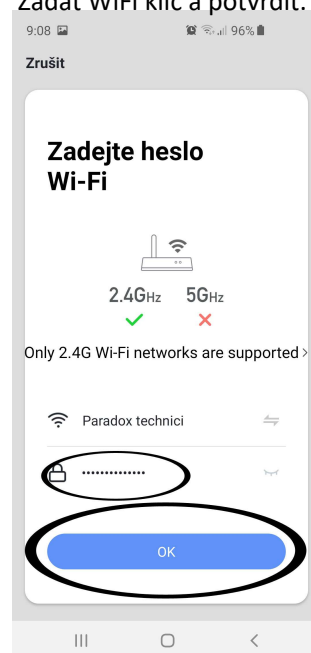 Zadat WiFi klíč a potvrdit.
9:08 96%
Zrušit
Zadejte heslo
Wi-Fi
2.4GHz 5GHz
Only 2.4G Wi-Fi networks are supported >
Paradox technici
••••••••••••••
OK